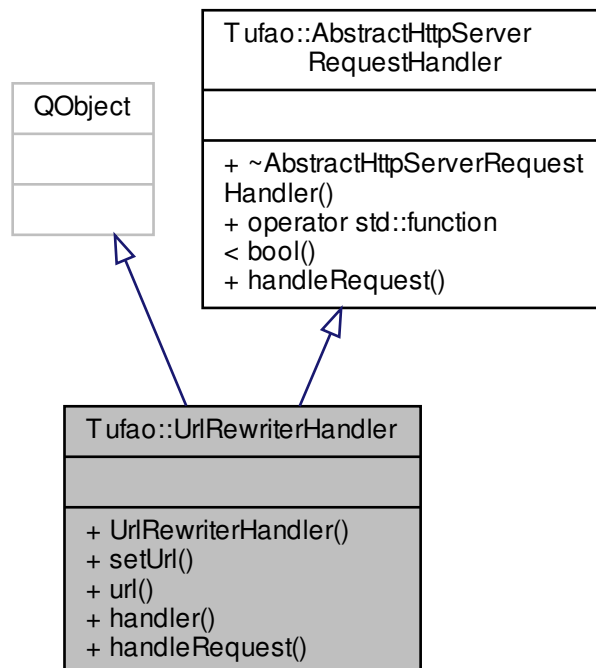 Tufao::AbstractHttpServer
RequestHandler
QObject
+ ~AbstractHttpServerRequest
Handler()
+ operator std::function
< bool()
+ handleRequest()
Tufao::UrlRewriterHandler
+ UrlRewriterHandler()
+ setUrl()
+ url()
+ handler()
+ handleRequest()